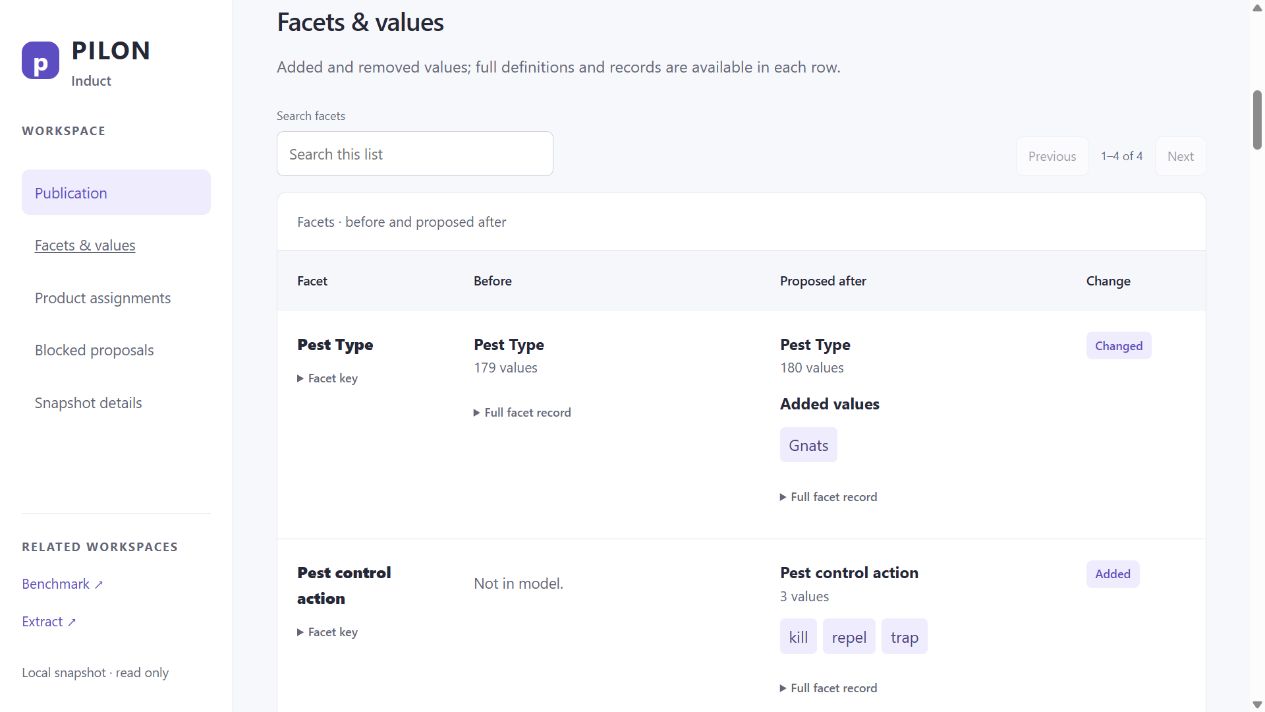 p
PILON
Induct
WORKSPACE
Publication
Facets & values
Product assignments
Blocked proposals
Snapshot details
RELATED WORKSPACES
Benchmark ↗
Extract ↗
Local snapshot · read only
Facets & values
Added and removed values; full definitions and records are available in each row.
Search facets
Search this list
Previous 1–4 of 4 Next
Facets · before and proposed after
Facet Before Proposed after Change
Pest Type
▶ Facet key
Pest Type
179 values
▶ Full facet record
Pest Type
180 values
Added values
Gnats
▶ Full facet record
Changed
Pest control
action
▶ Facet key
Not in model.
Pest control action
3 values
kill repel trap
▶ Full facet record
Added